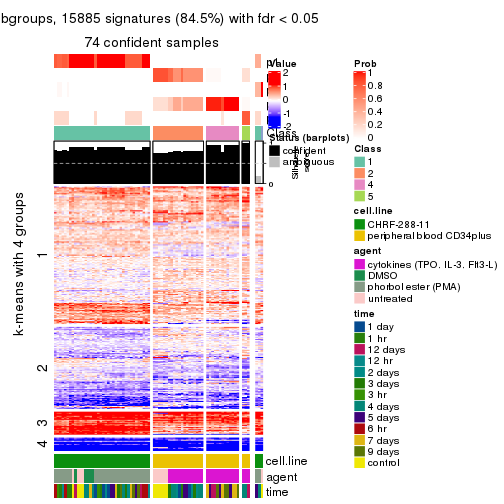 bgroups, 15885 signatures (84.5%) with fdr < 0.05
74 confident samples
Value
2
1
0
-1
-2
Prob
1
0.8
0.6
0.4
0.2
0
Class
Status (barplots)
confident
ambiguous
0
Class
1
2
4
5
cell.line
CHRF-288-11
peripheral blood CD34plus
agent
cytokines (TPO, IL-3, Flt3-L)
DMSO
phorbol ester (PMA)
untreated
time
1 day
1 hr
12 days
12 hr
2 days
3 days
3 hr
4 days
5 days
6 hr
7 days
9 days
control
k-means with 4 groups
1
2
3
4
cell.line
agent
time